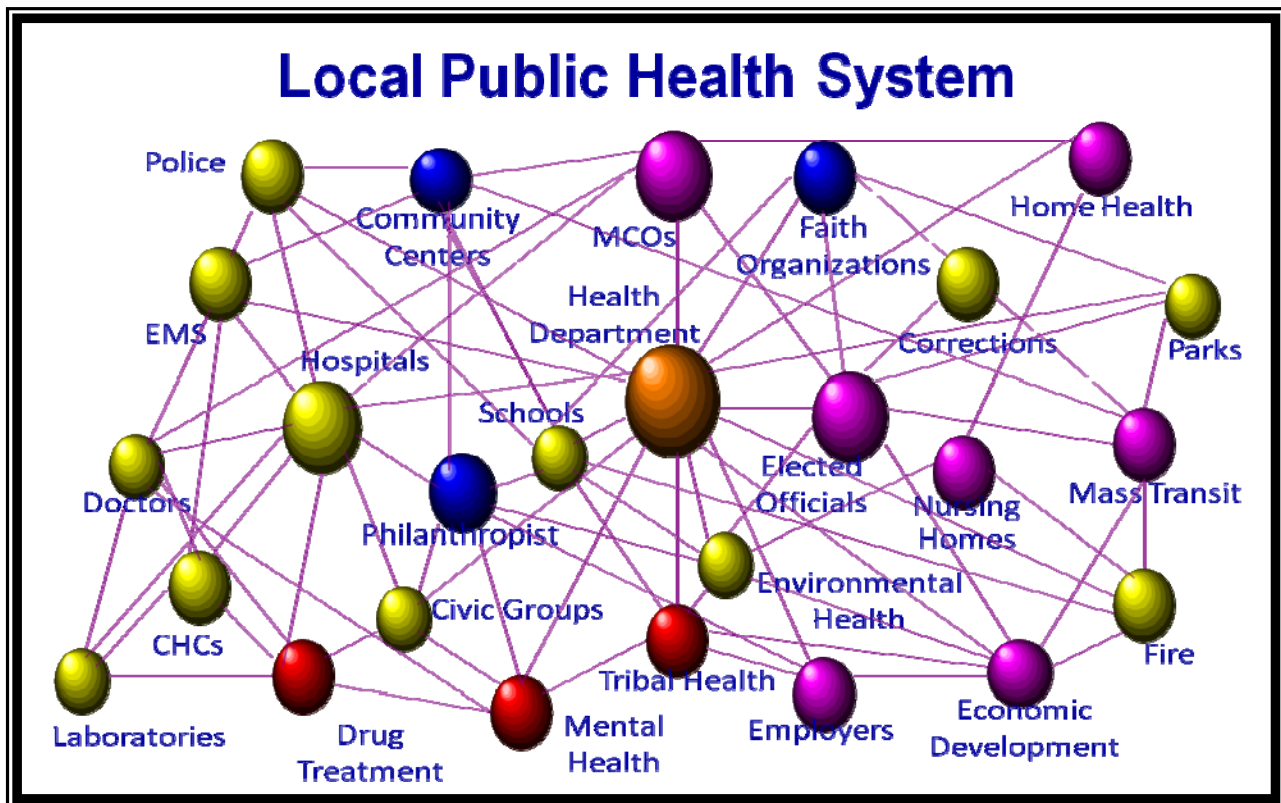 Local Public Health System
Police
Community
Centers
MCOs
Faith
Organizations
Home Health
EMS
Hospitals
Health
Department
Corrections
Parks
Schools
Doctors
Philanthropist
Elected
Officials
Nursing
Homes
Mass Transit
CHCs
Civic Groups
Environmental
Health
Fire
Laboratories
Drug
Treatment
Mental
Health
Tribal Health
Employers
Economic
Development